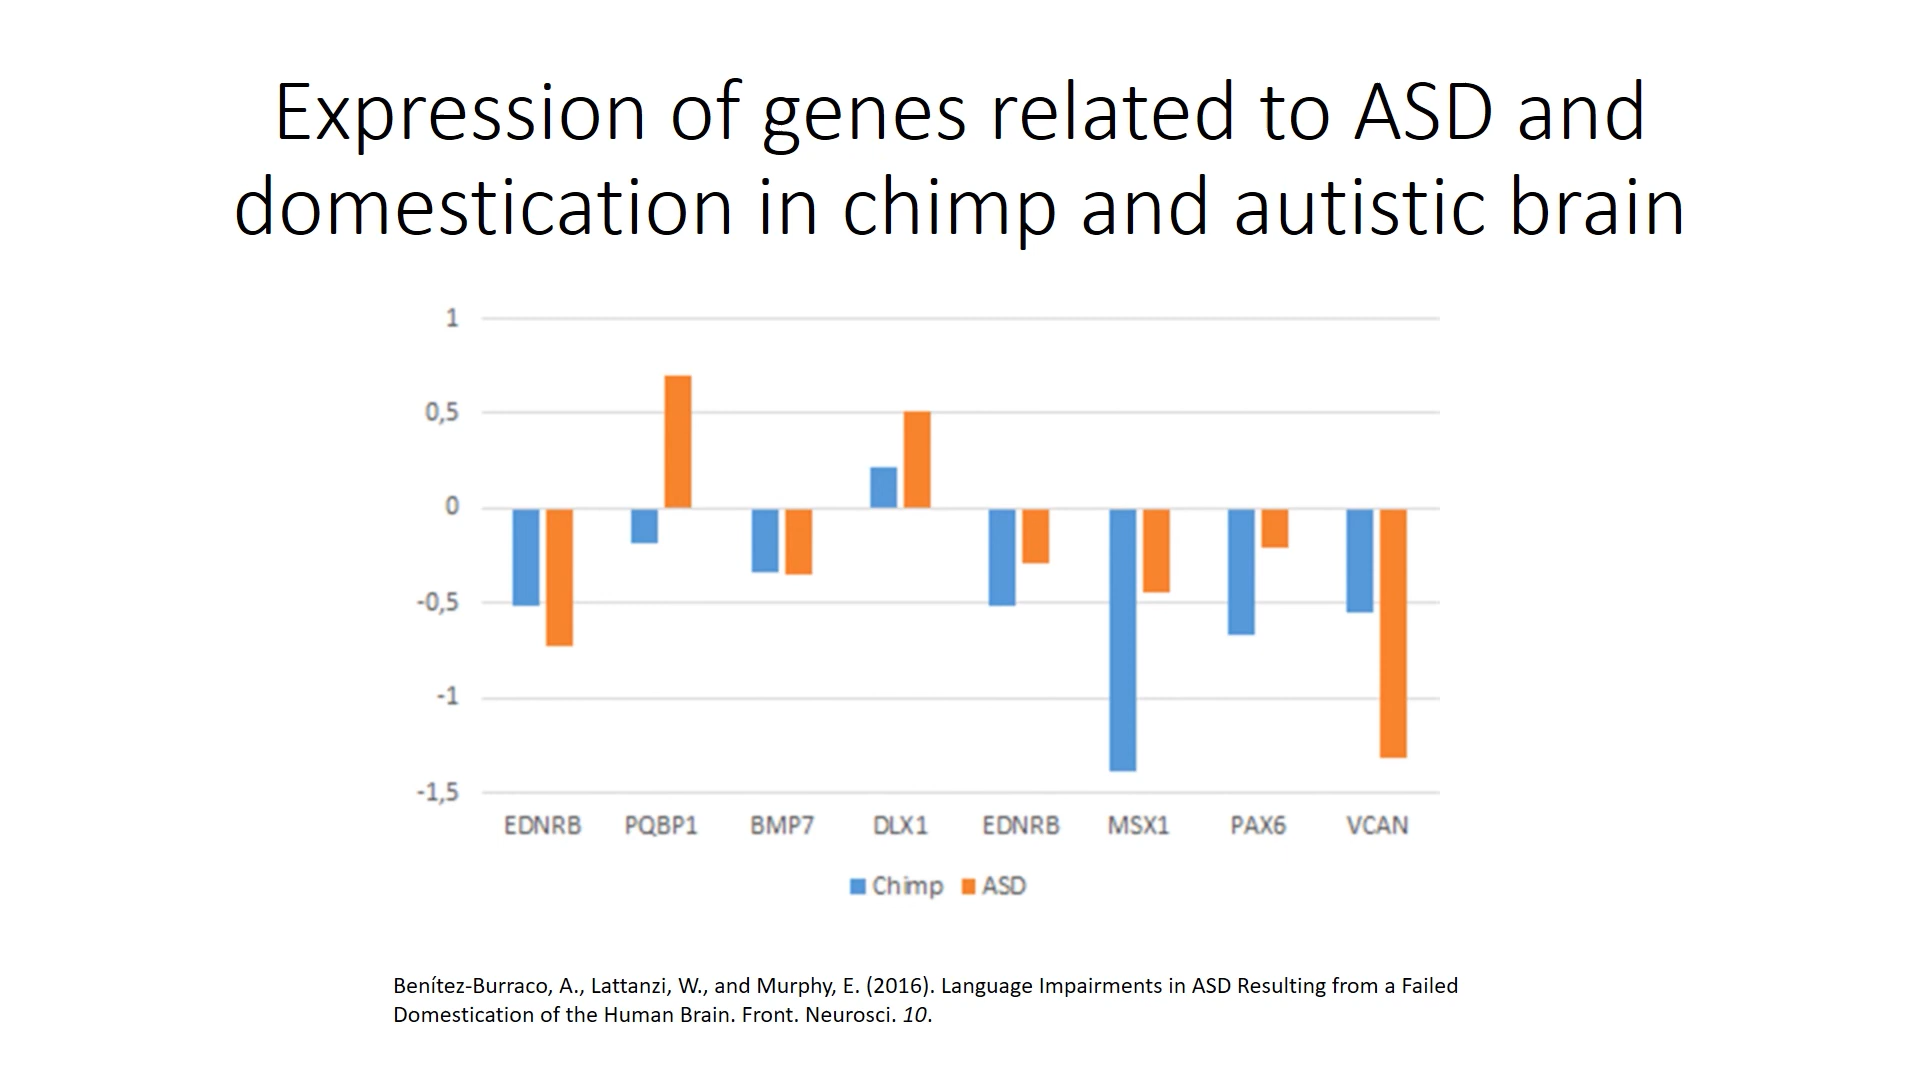 Expression of genes related to ASD and
domestication in chimp and autistic brain
1
0,5
0
-0,5
-1
-1,5
EDNRB PQBP1 BMP7 DLX1 EDNRB MSX1 PAX6 VCAN
Chimp ASD
Benítez-Burraco, A., Lattanzi, W., and Murphy, E. (2016). Language Impairments in ASD Resulting from a Failed
Domestication of the Human Brain. Front. Neurosci. 10.